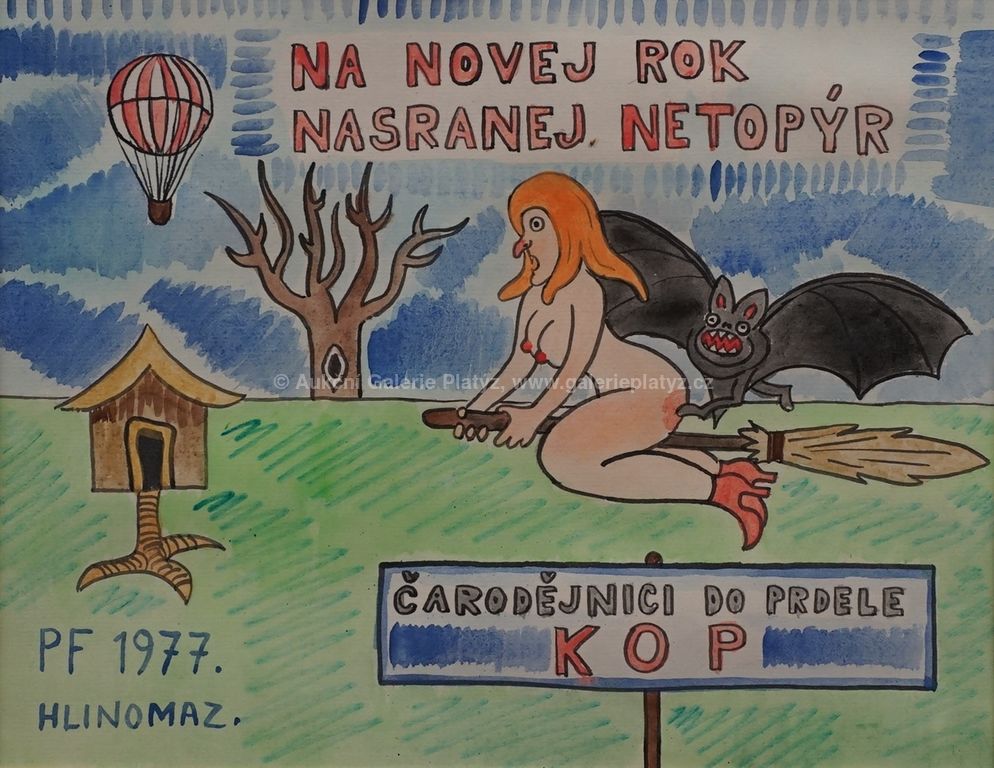 NA NOVEJ ROK
NASRANEJ NETOPÝR
© Aukční Galerie Platýz, www.galerieplatyz.cz
ČARODĚJNICI DO PRDELE
KOP
PF 1977.
HLINOMAZ.